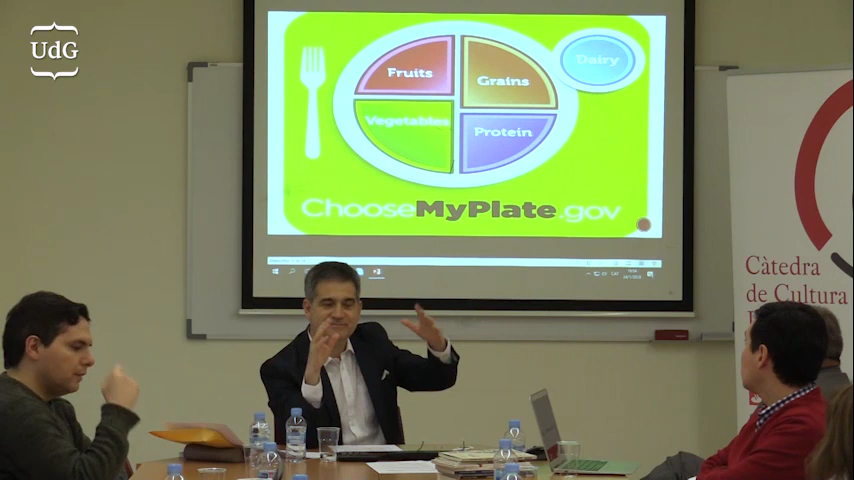 UdG
Fruits
Grains
Dairy
Vegetables
Protein
ChooseMyPlate.gov
Càtedra
de Cultura